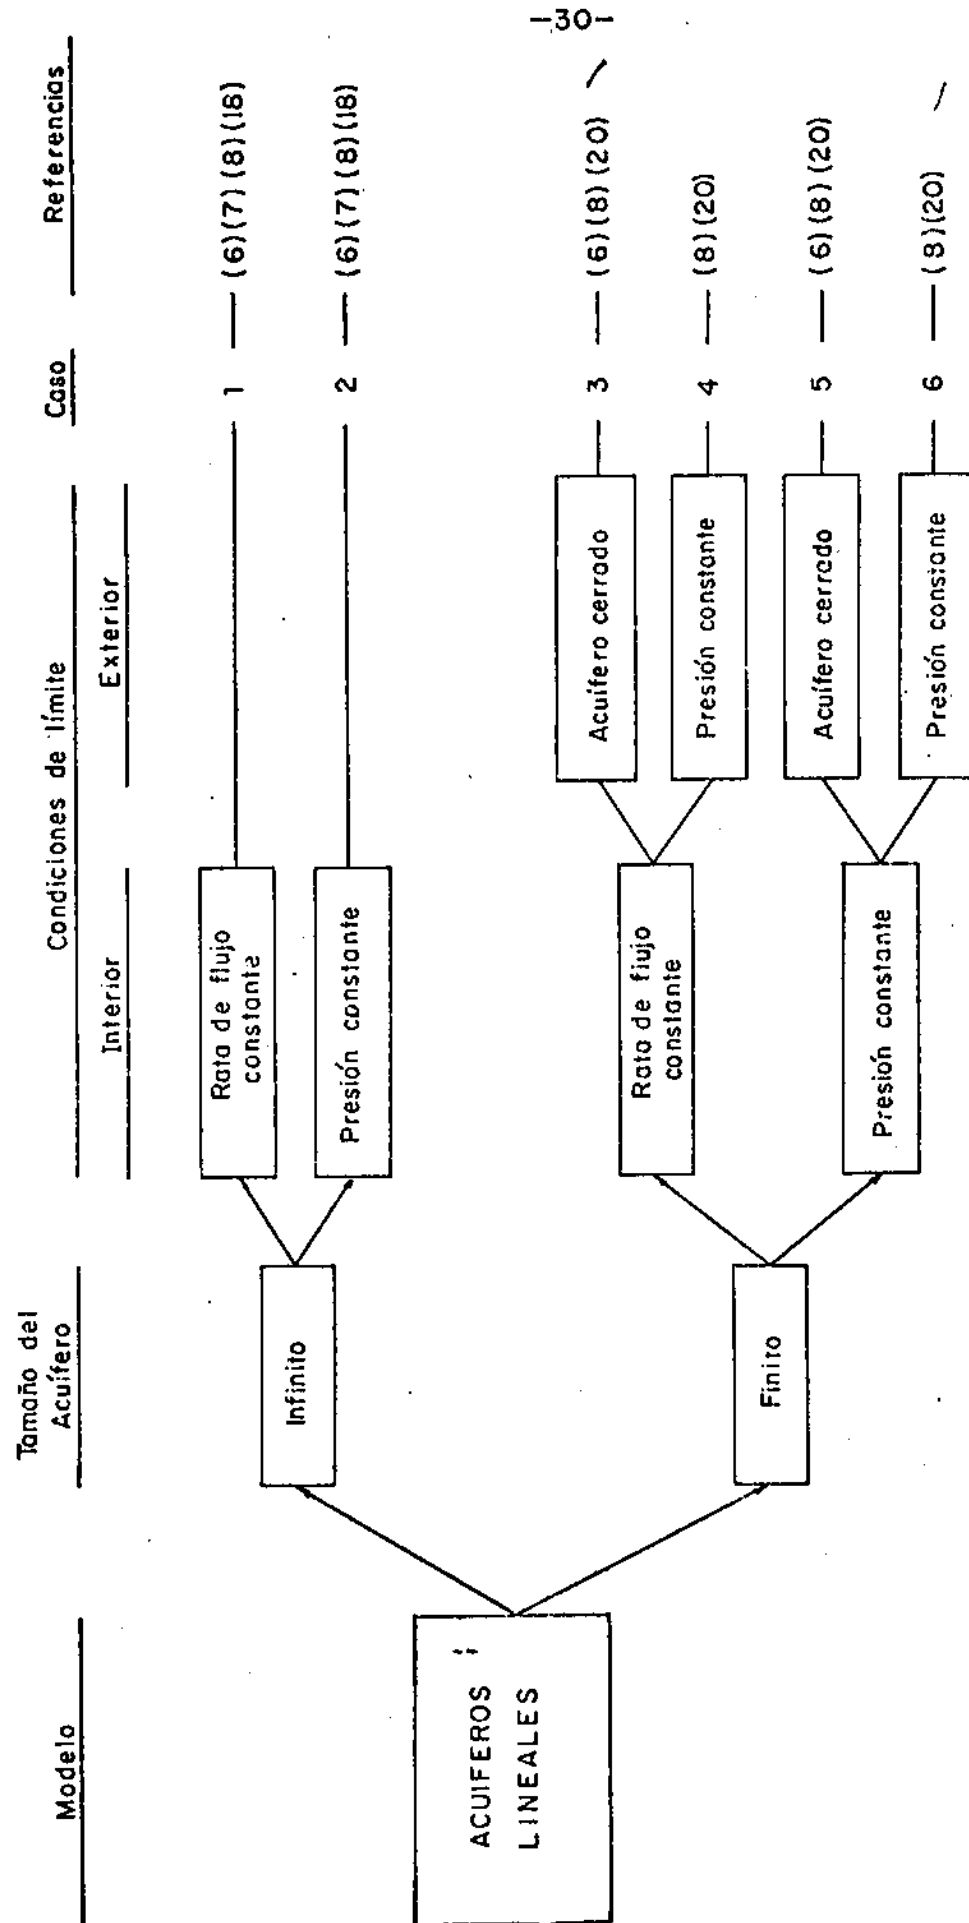 -30-
Modelo
Tamaño del
Acuífero
Condiciones de límite
Interior
Exterior
Caso
Referencias
ACUIFEROS
LINEALES
Infinito
Rata de flujo
constante
1
(6)(7)(8)(18)
Presión constante
2
(6)(7)(8)(18)
Finito
Rata de flujo
constante
Acuífero cerrado
3
(6)(8)(20)
Presión constante
4
(8)(20)
Presión constante
Acuífero cerrado
5
(6)(8)(20)
Presión constante
6
(8)(20)